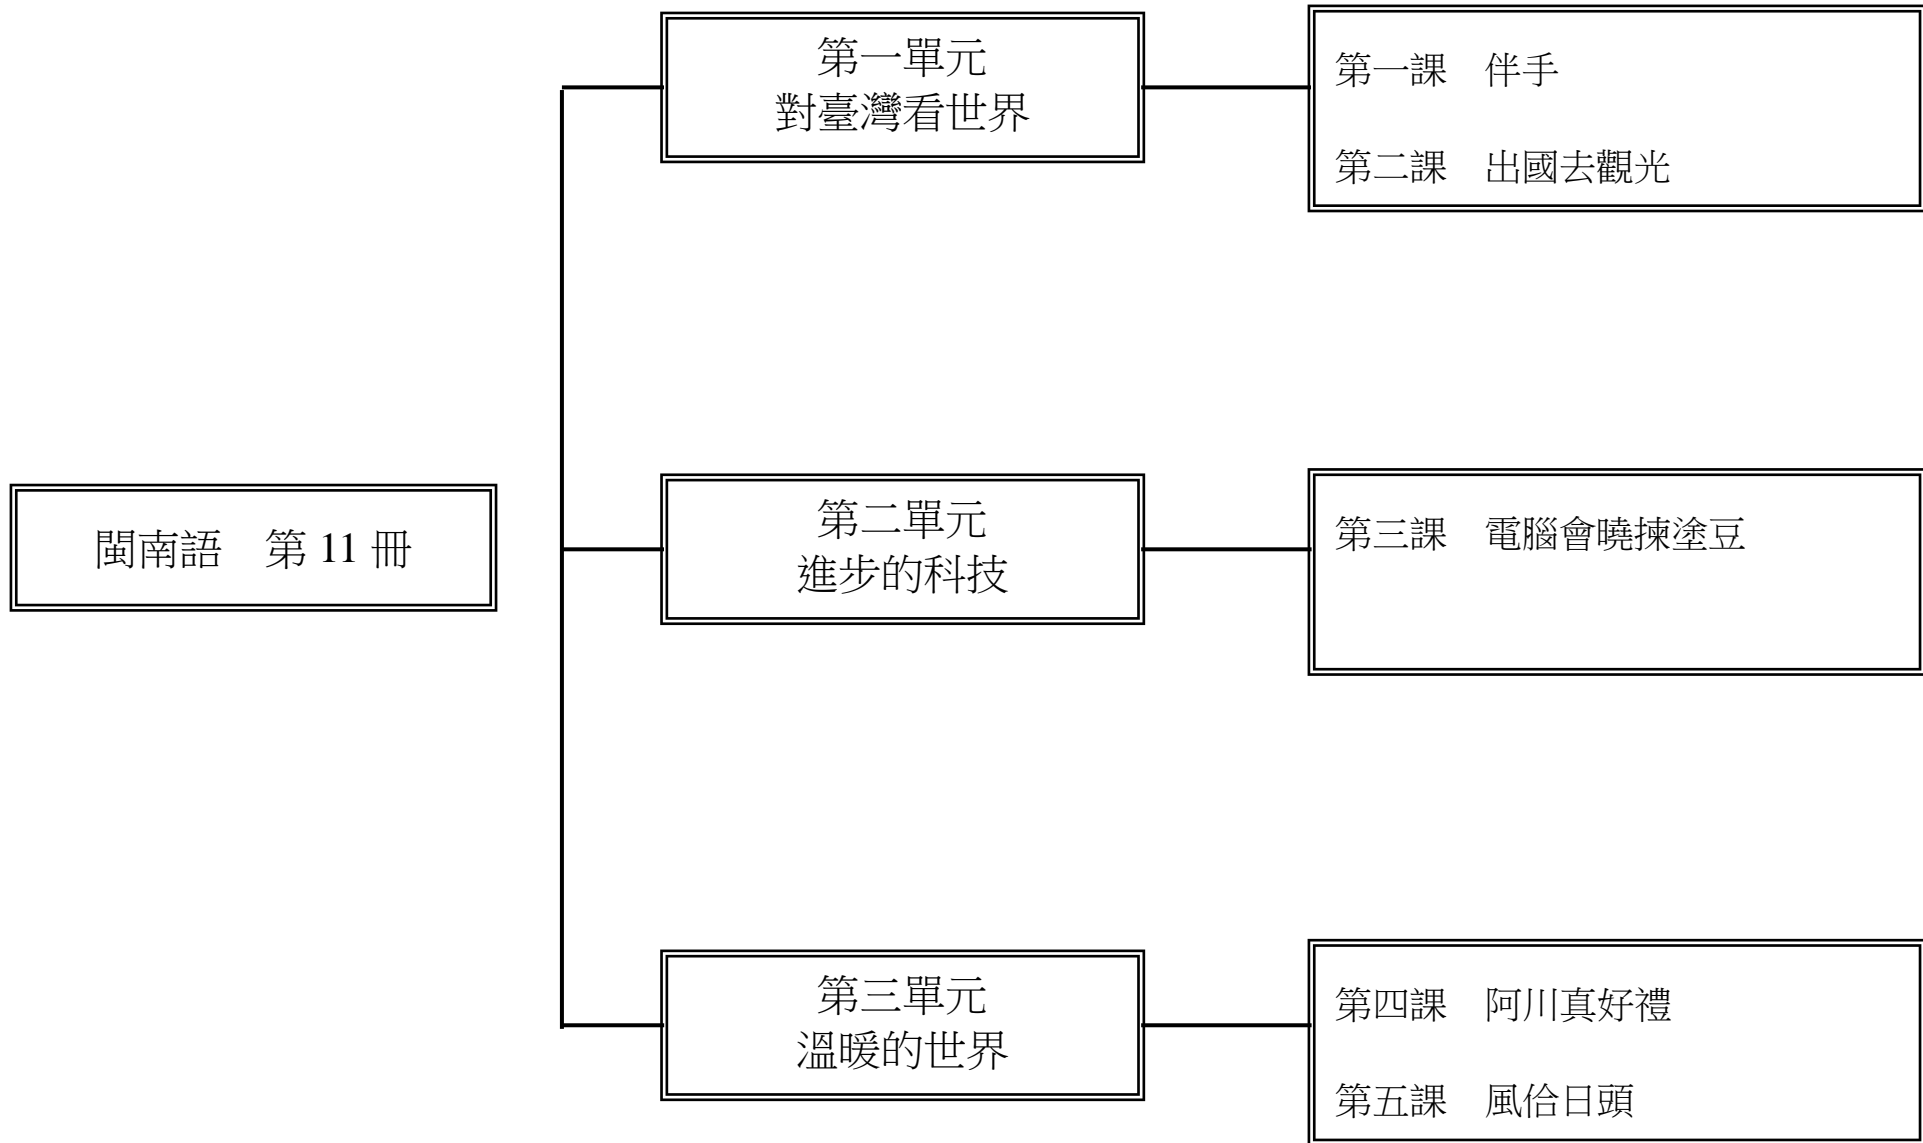 閩南語　第 11 冊
第一單元
對臺灣看世界
第一課　伴手
第二課　出國去觀光
第二單元
進步的科技
第三課　電腦會曉揀塗豆
第三單元
溫暖的世界
第四課　阿川真好禮
第五課　風佮日頭